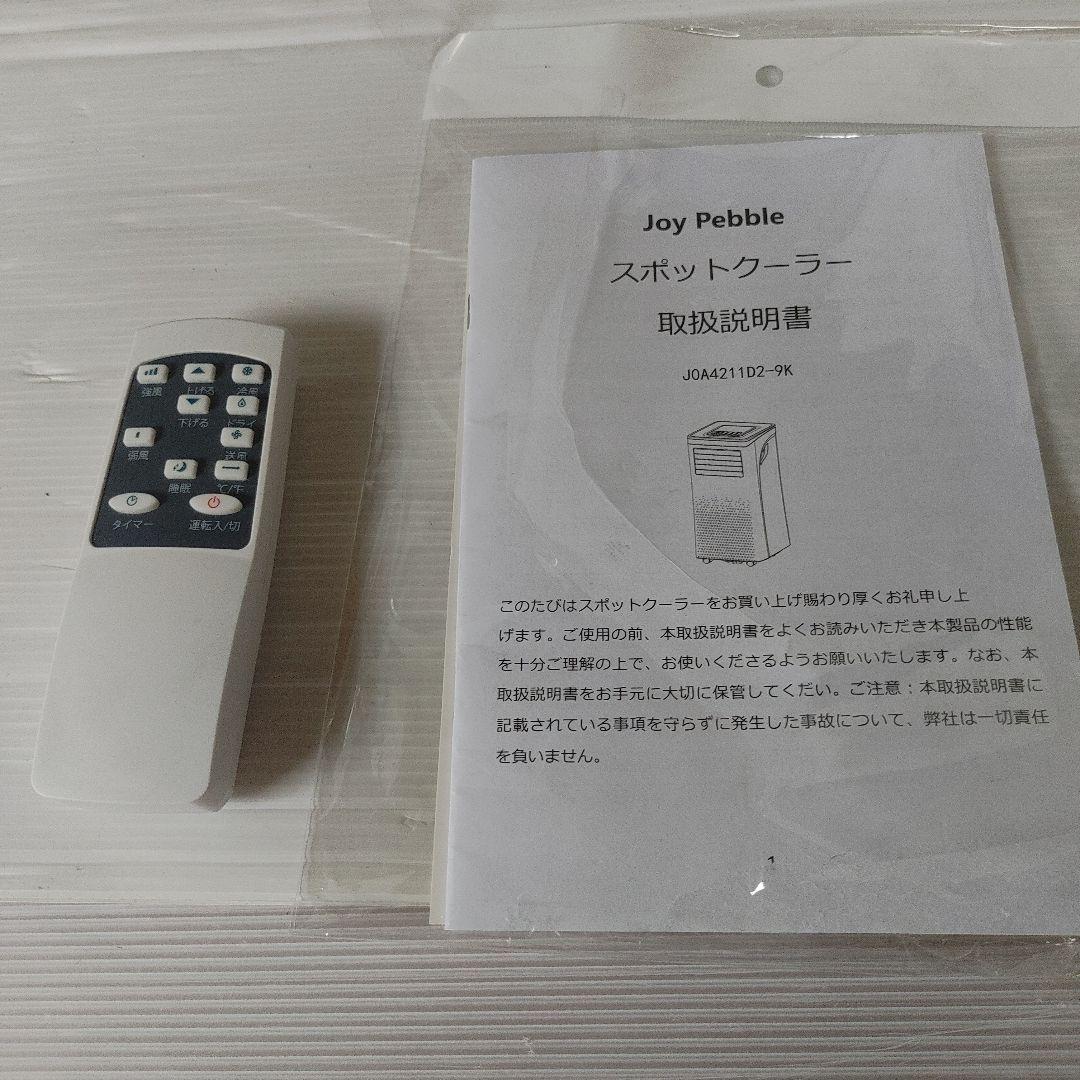 強風
上げる
冷風
下げる
ドライ
弱風
送風
睡眠
℃/℉
タイマー
運転入/切
Joy Pebble
スポットクーラー
取扱説明書
JOA4211D2-9K
このたびはスポットクーラーをお買い上げ賜わり厚くお礼申し上
げます。ご使用の前、本取扱説明書をよくお読みいただき本製品の性能
を十分ご理解の上で、お使いくださるようお願いいたします。なお、本
取扱説明書をお手元に大切に保管してくだい。ご注意：本取扱説明書に
記載されている事項を守らずに発生した事故について、弊社は一切責任
を負いません。
1